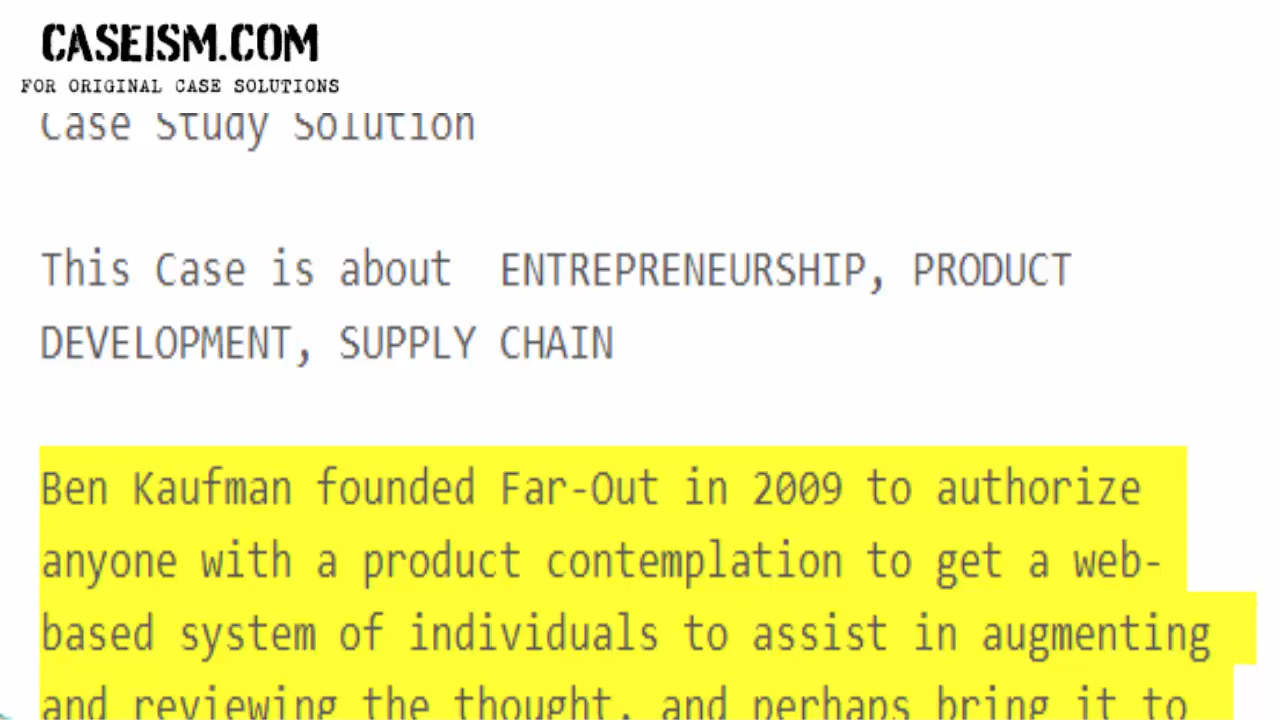 CASEISM.COM
FOR ORIGINAL CASE SOLUTIONS
Case Study Solution
This Case is about ENTREPRENEURSHIP, PRODUCT
DEVELOPMENT, SUPPLY CHAIN
Ben Kaufman founded Far-Out in 2009 to authorize
anyone with a product contemplation to get a web-
based system of individuals to assist in augmenting
and reviewing the thought, and perhaps bring it to